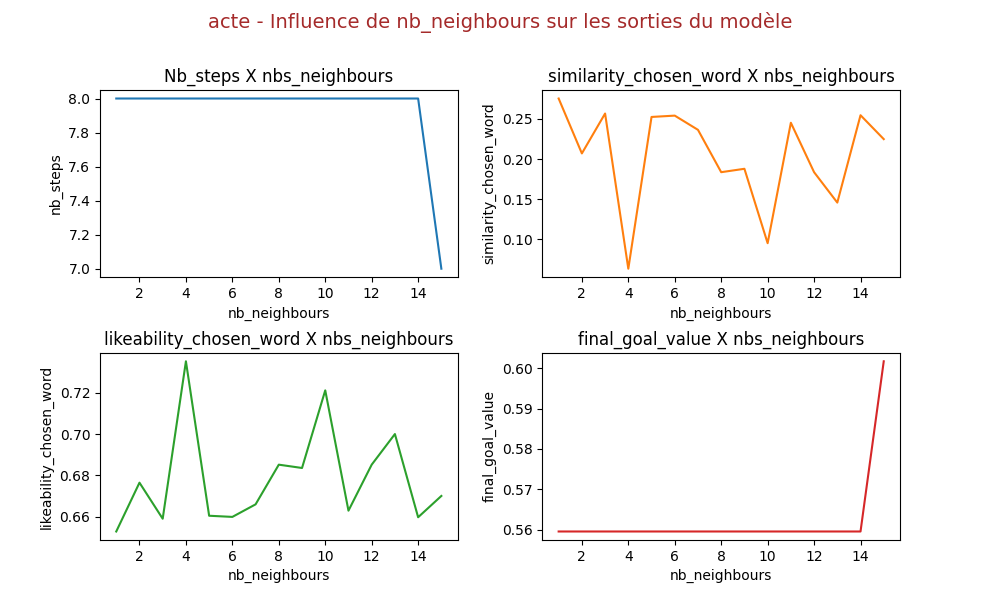 acte - Influence de nb_neighbours sur les sorties du modèle
Nb_steps X nbs_neighbours
nb_steps
8.0
7.8
7.6
7.4
7.2
7.0
2 4 6 8 10 12 14
nb_neighbours
similarity_chosen_word X nbs_neighbours
similarity_chosen_word
0.25
0.20
0.15
0.10
2 4 6 8 10 12 14
nb_neighbours
likeability_chosen_word X nbs_neighbours
likeability_chosen_word
0.72
0.70
0.68
0.66
2 4 6 8 10 12 14
nb_neighbours
final_goal_value X nbs_neighbours
final_goal_value
0.60
0.59
0.58
0.57
0.56
2 4 6 8 10 12 14
nb_neighbours